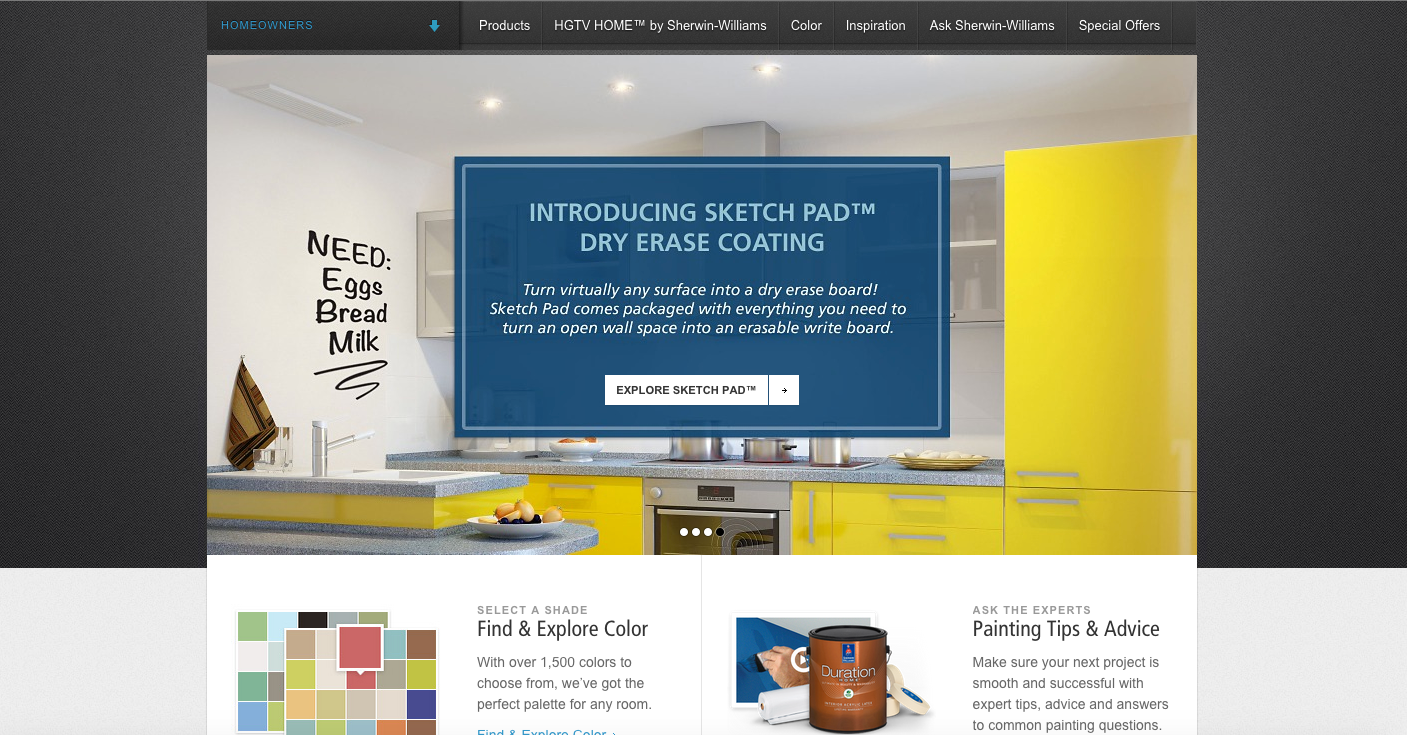 HOMEOWNERS
Products
HGTV HOME™ by Sherwin-Williams
Color
Inspiration
Ask Sherwin-Williams
Special Offers
NEED:
Eggs
Bread
Milk
INTRODUCING SKETCH PAD™
DRY ERASE COATING
Turn virtually any surface into a dry erase board!
Sketch Pad comes packaged with everything you need to
turn an open wall space into an erasable write board.
EXPLORE SKETCH PAD™
SELECT A SHADE
Find & Explore Color
With over 1,500 colors to
choose from, we’ve got the
perfect palette for any room.
Find & Explore Color
ASK THE EXPERTS
Painting Tips & Advice
Make sure your next project is
smooth and successful with
expert tips, advice and answers
to common painting questions.
Duration
HOME